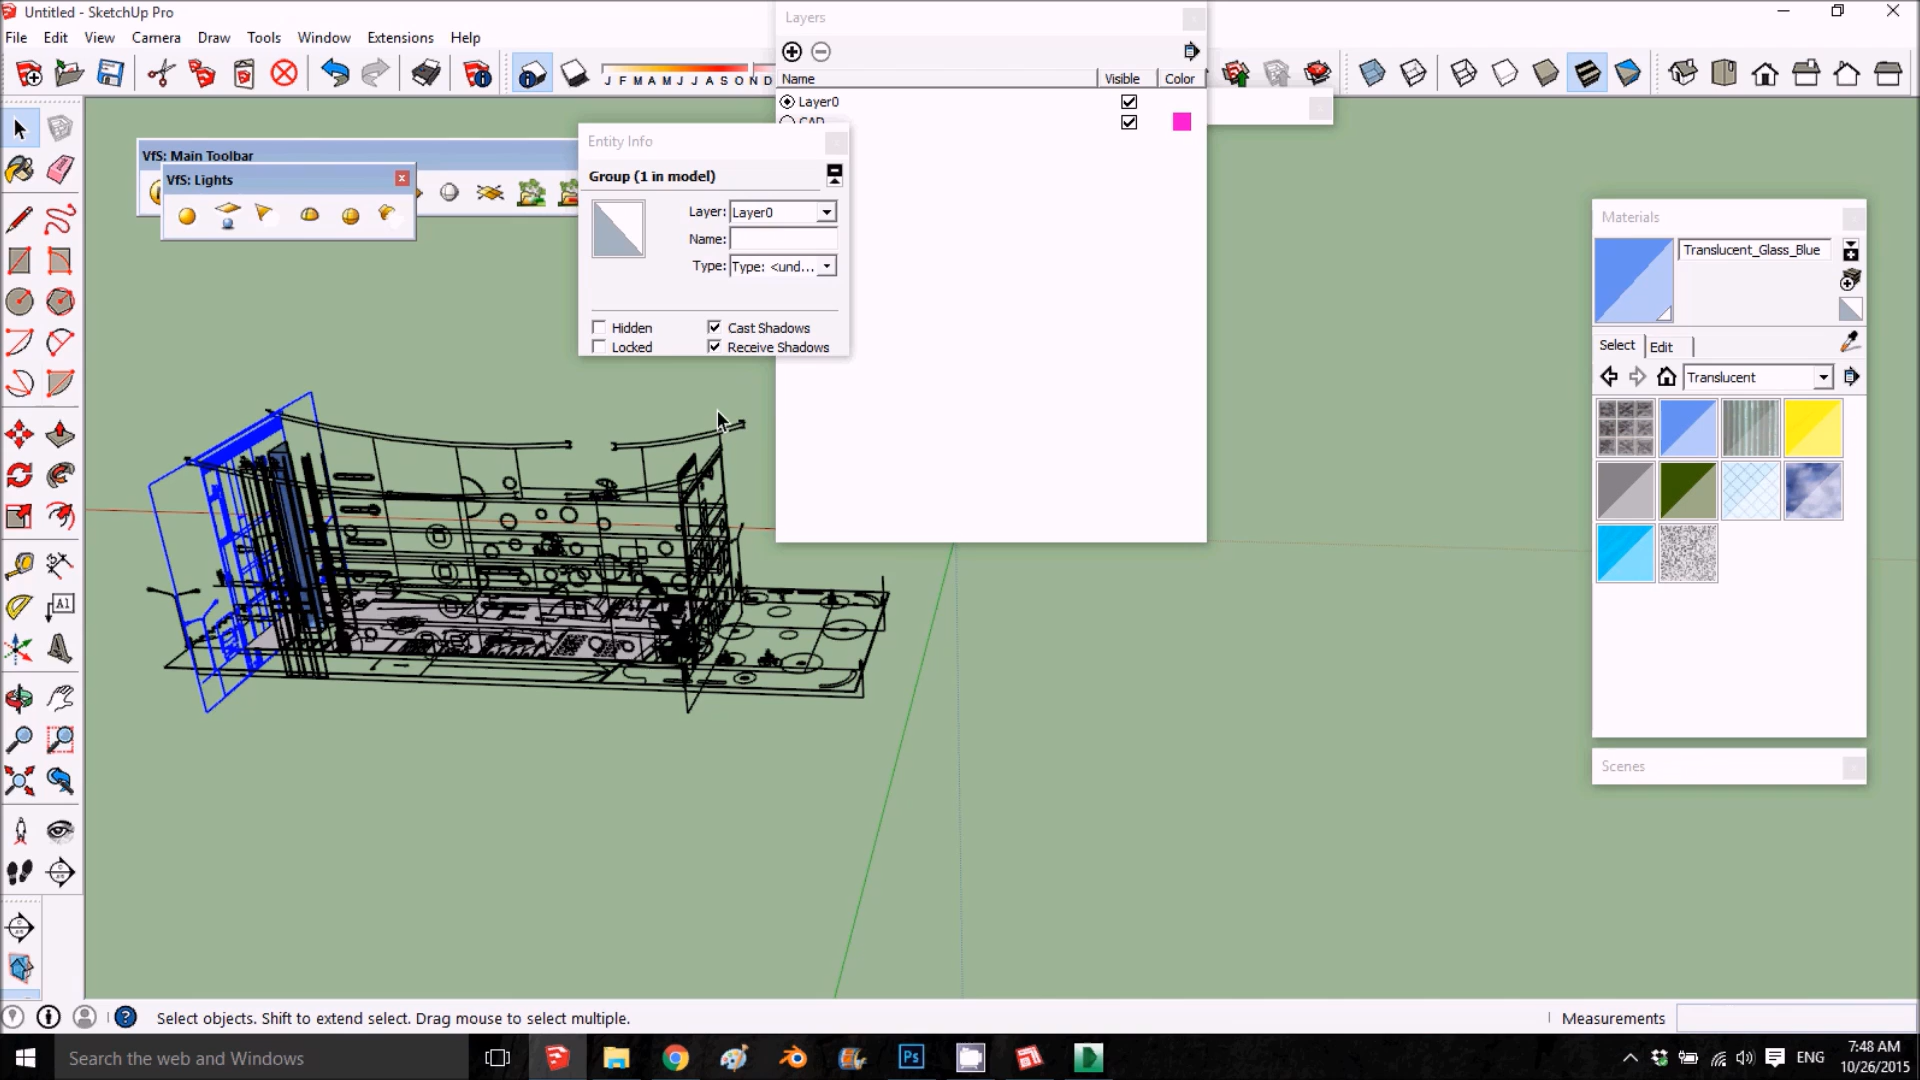 Untitled - SketchUp Pro
File Edit View Camera Draw Tools Window Extensions Help
J F M A M J J A S O N D
Layers
Name Visible Color
Layer0
CAD
VfS: Main Toolbar
VfS: Lights
Entity Info
Group (1 in model)
Layer: Layer0
Name:
Type: Type: <und...
Hidden Cast Shadows
Locked Receive Shadows
Materials
Translucent_Glass_Blue
Select Edit
Translucent
Scenes
A1
Select objects. Shift to extend select. Drag mouse to select multiple.
Measurements
Search the web and Windows
Ps
ENG
7:48 AM
10/26/2015